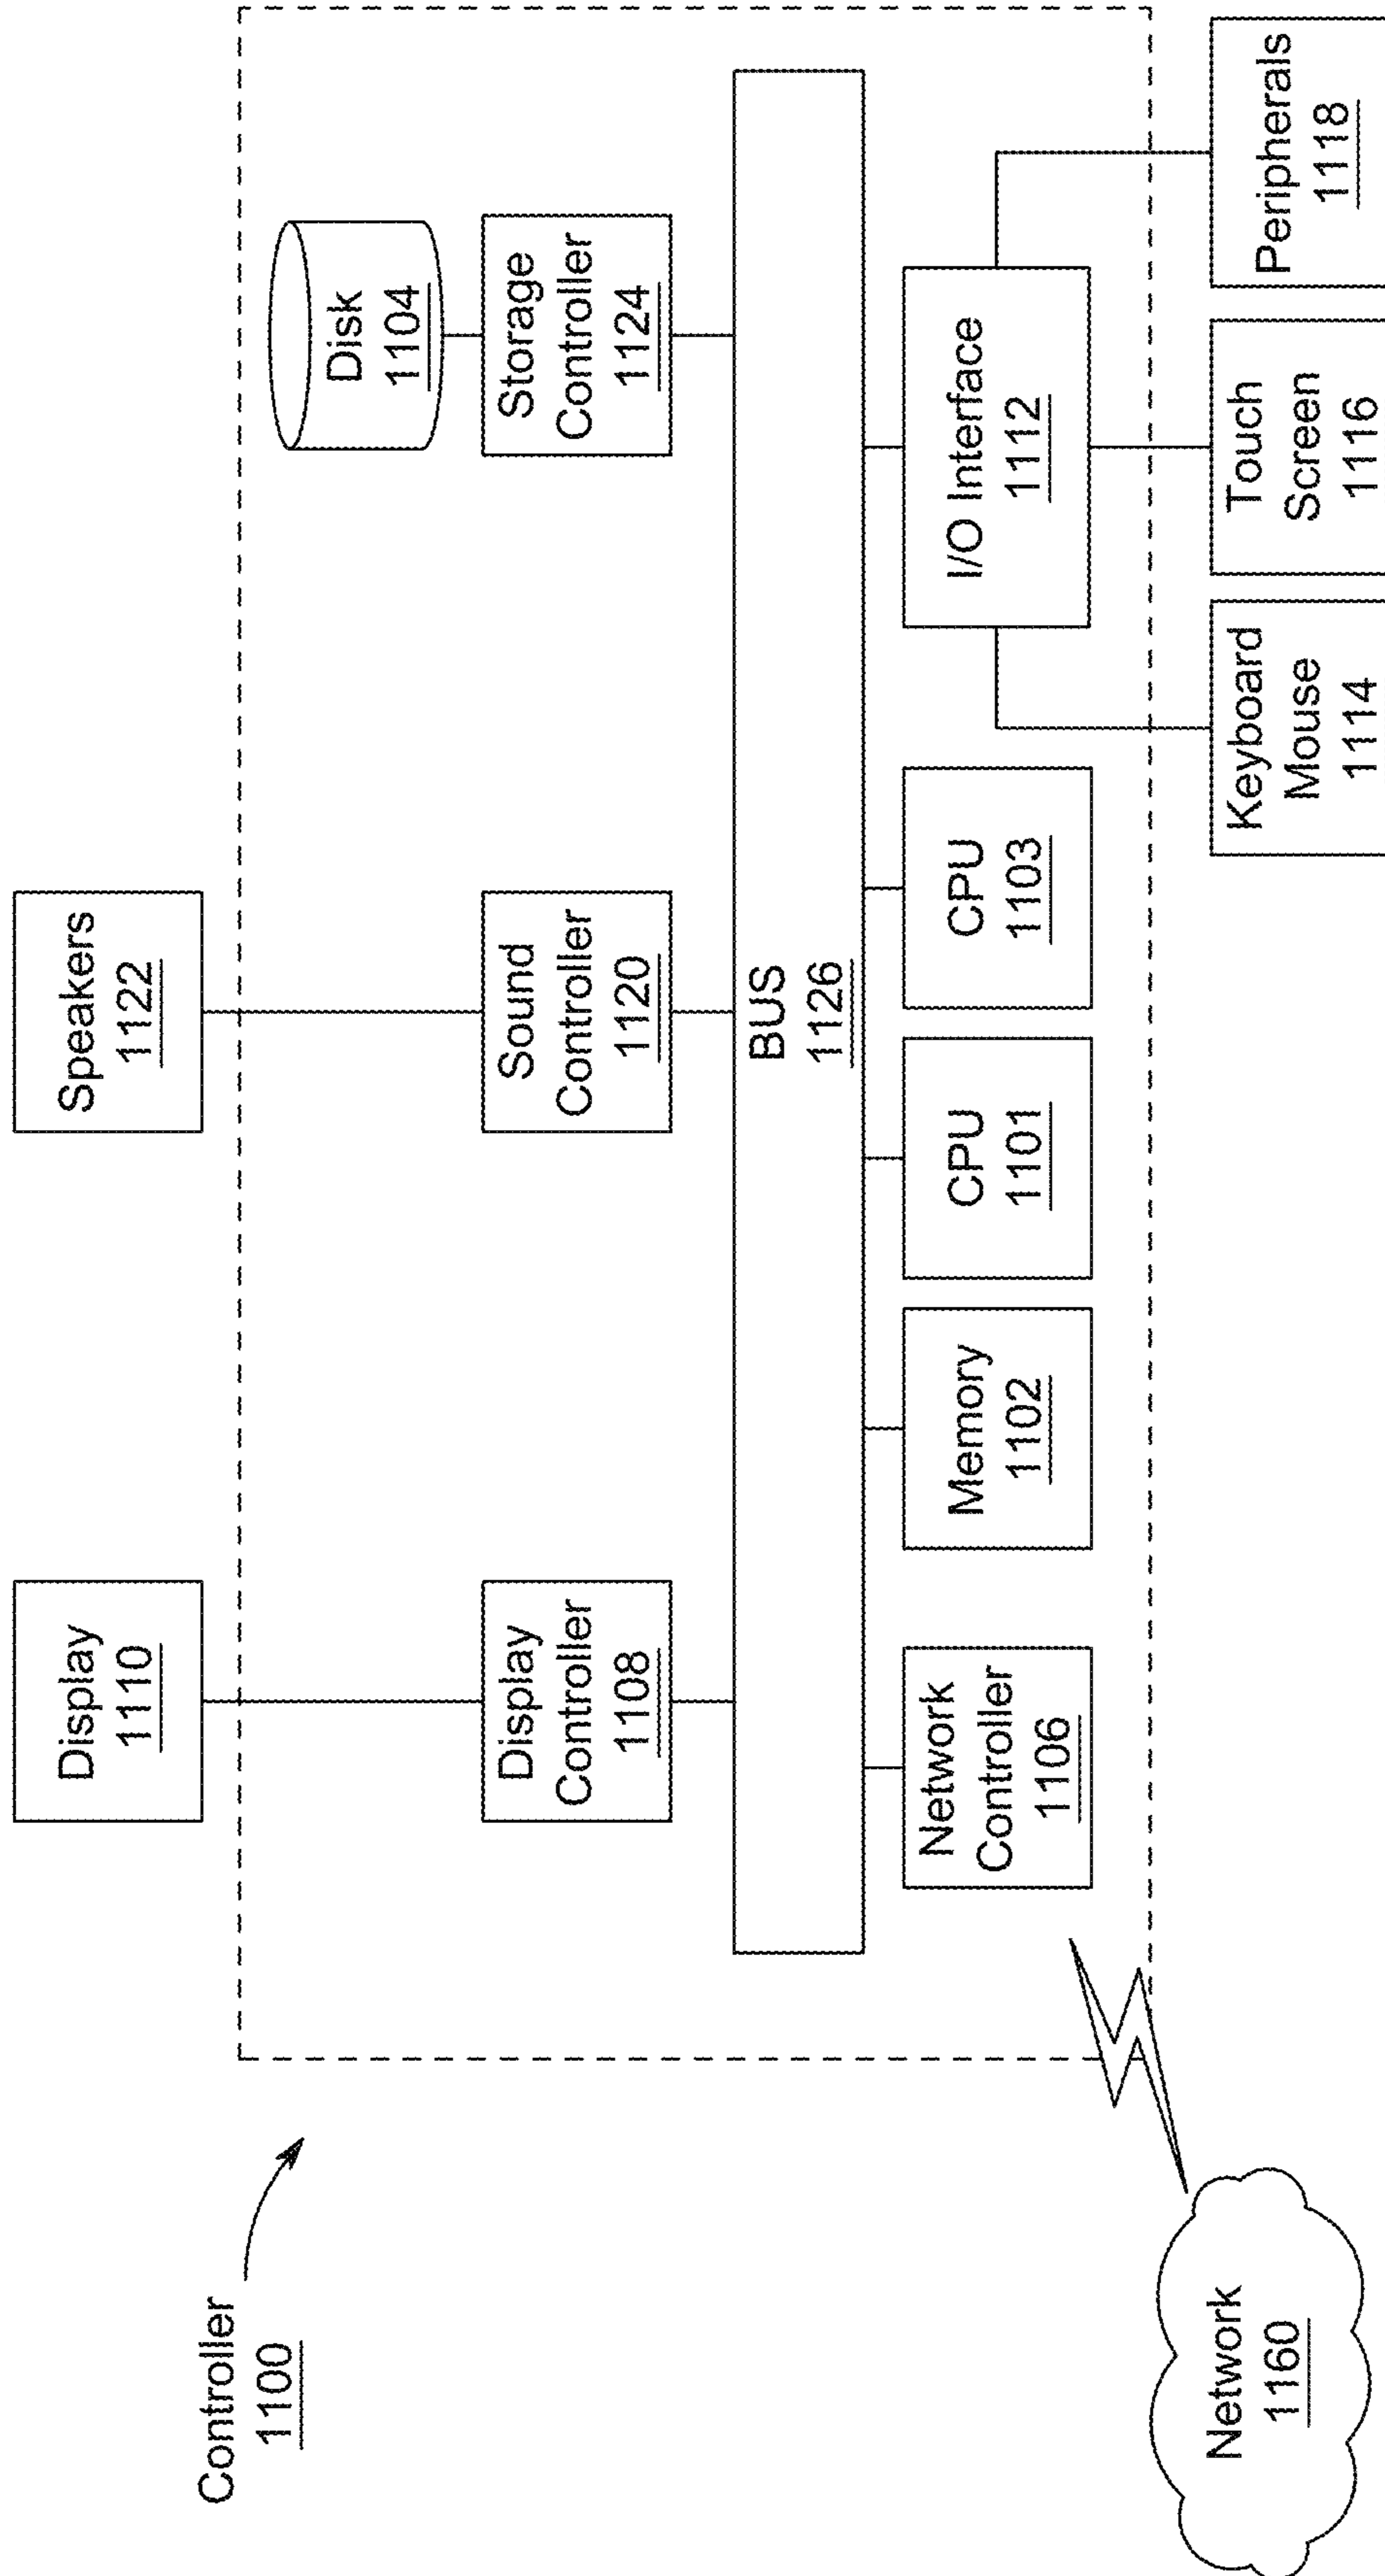 Controller
1100
Display
1110
Speakers
1122
Disk
1104
Display
Controller
1108
Sound
Controller
1120
Storage
Controller
1124
BUS
1126
Network
Controller
1106
Memory
1102
CPU
1101
CPU
1103
I/O Interface
1112
Network
1160
Keyboard
Mouse
1114
Touch
Screen
1116
Peripherals
1118